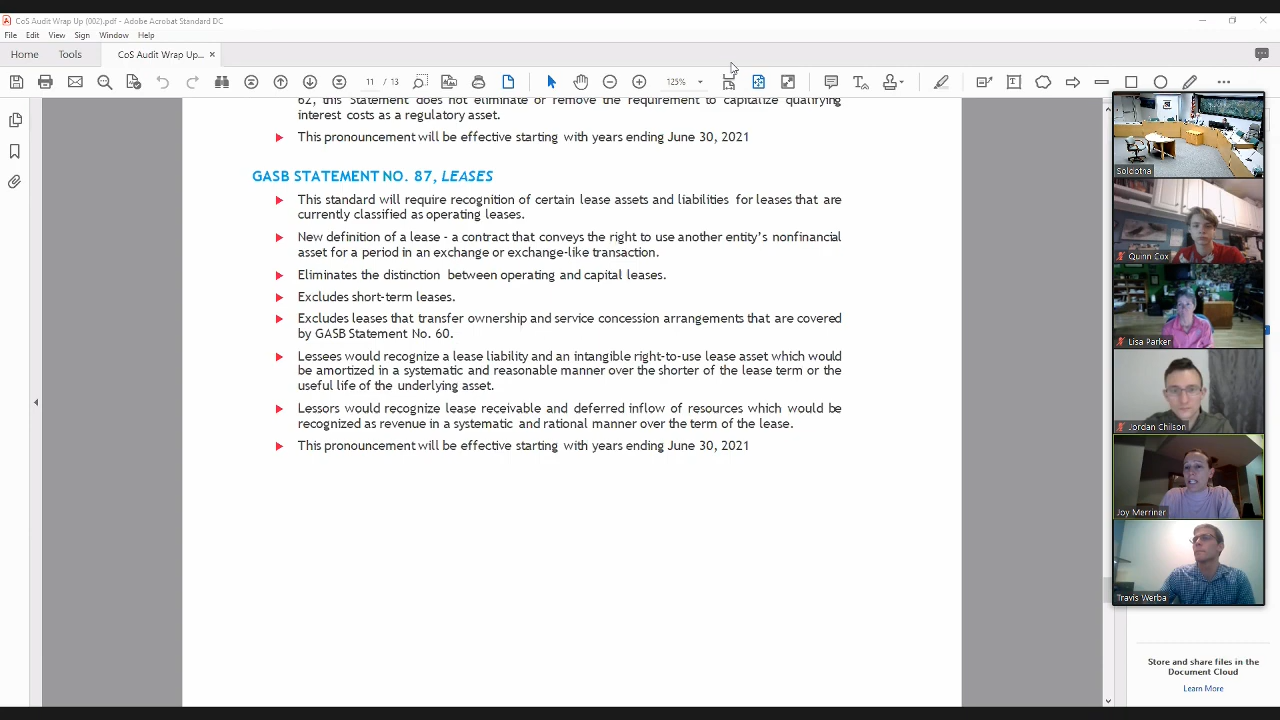 CoS Audit Wrap Up (002).pdf - Adobe Acrobat Standard DC
File Edit View Sign Window Help
Home Tools CoS Audit Wrap Up... ×
11 / 13 125%
62, this Statement does not eliminate or remove the requirement to capitalize qualifying
interest costs as a regulatory asset.
This pronouncement will be effective starting with years ending June 30, 2021
GASB STATEMENT NO. 87, LEASES
This standard will require recognition of certain lease assets and liabilities for leases that are
currently classified as operating leases.
New definition of a lease - a contract that conveys the right to use another entity's nonfinancial
asset for a period in an exchange or exchange-like transaction.
Eliminates the distinction between operating and capital leases.
Excludes short-term leases.
Excludes leases that transfer ownership and service concession arrangements that are covered
by GASB Statement No. 60.
Lessees would recognize a lease liability and an intangible right-to-use lease asset which would
be amortized in a systematic and reasonable manner over the shorter of the lease term or the
useful life of the underlying asset.
Lessors would recognize lease receivable and deferred inflow of resources which would be
recognized as revenue in a systematic and rational manner over the term of the lease.
This pronouncement will be effective starting with years ending June 30, 2021
Soldotna
Quinn Cox
Lisa Parker
Jordan Chilson
Joy Merriner
Travis Werba
Store and share files in the
Document Cloud
Learn More